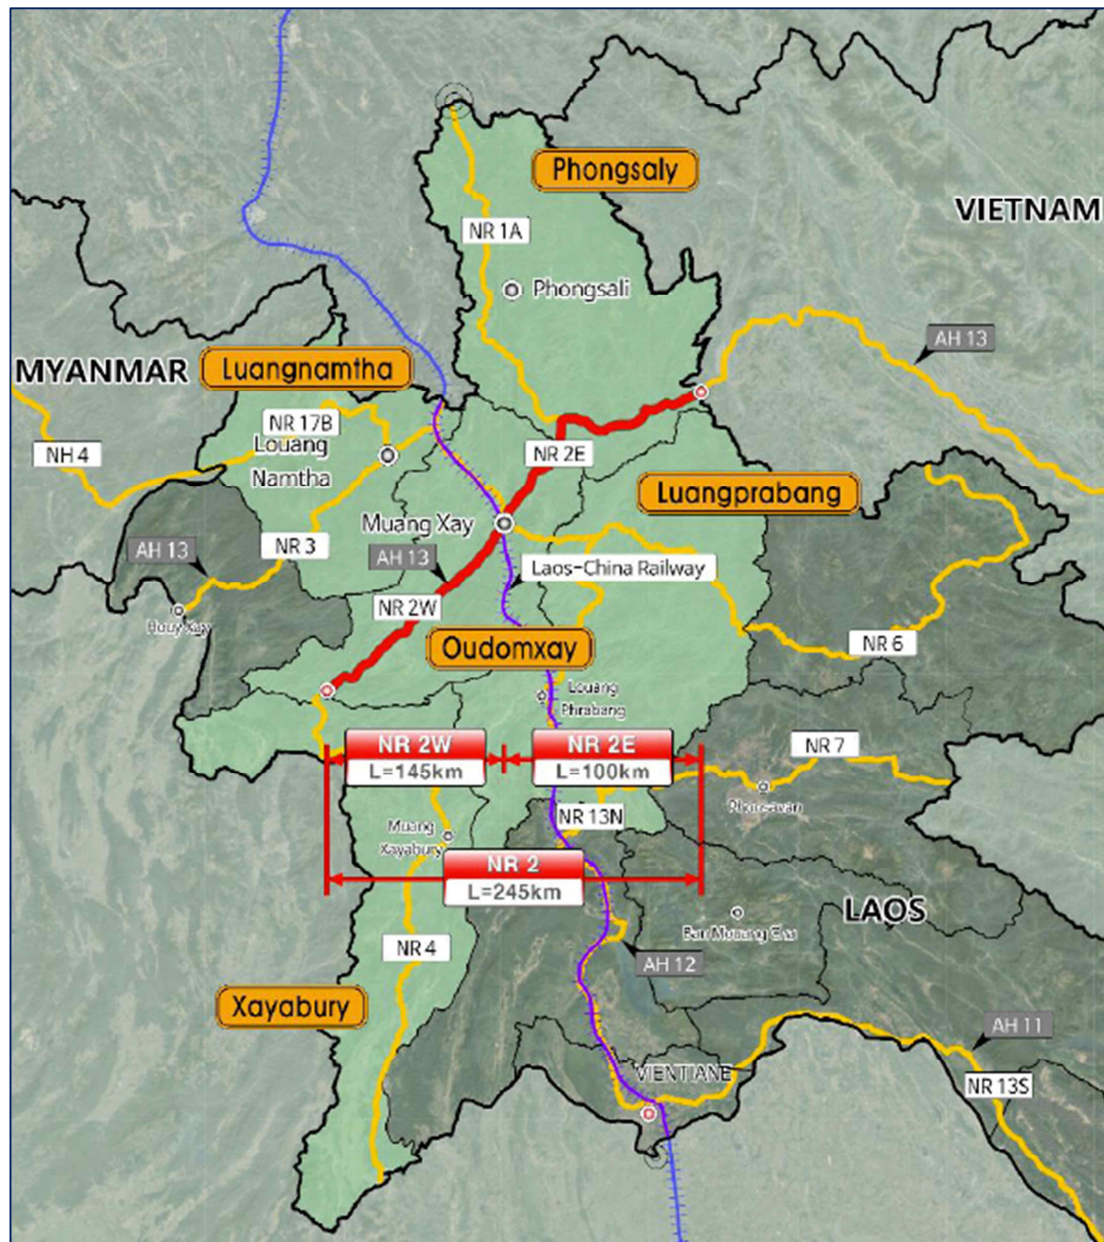 Phongsaly
VIETNAM
NR 1A
Phongsali
AH 13
MYANMAR
Luangnamtha
NR 17B
Louang
Namtha
NH 4
NR 2E
Luangprabang
Muang Xay
NR 3
AH 13
AH 13
Laos-China Railway
NR 2W
Houy Xay
Oudomxay
NR 6
Louang
Phrabang
NR 2W
L=145km
NR 2E
L=100km
NR 7
Phonsavan
NR 13N
Muang
Xayabury
NR 2
L=245km
LAOS
NR 4
AH 12
Xayabury
AH 11
VIENTIANE
NR 13S